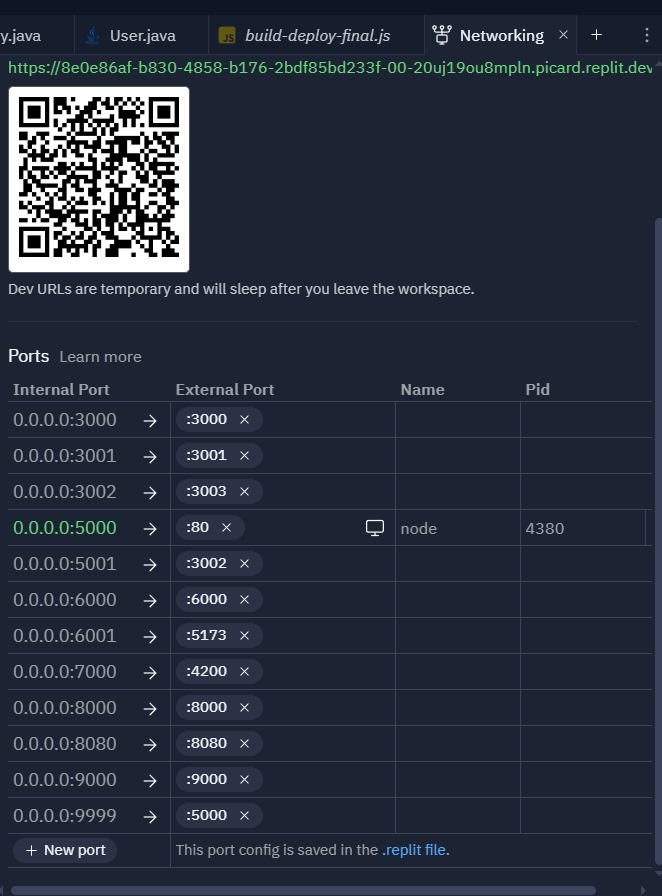 y.java User.java JS build-deploy-final.js Networking
https://8e0e86af-b830-4858-b176-2bdf85bd233f-00-20uj19ou8mpln.picard.replit.dev
Dev URLs are temporary and will sleep after you leave the workspace.
Ports Learn more
Internal Port External Port Name Pid
0.0.0.0:3000 → :3000 ×
0.0.0.0:3001 → :3001 ×
0.0.0.0:3002 → :3003 ×
0.0.0.0:5000 → :80 × node 4380
0.0.0.0:5001 → :3002 ×
0.0.0.0:6000 → :6000 ×
0.0.0.0:6001 → :5173 ×
0.0.0.0:7000 → :4200 ×
0.0.0.0:8000 → :8000 ×
0.0.0.0:8080 → :8080 ×
0.0.0.0:9000 → :9000 ×
0.0.0.0:9999 → :5000 ×
+ New port This port config is saved in the .replit file.